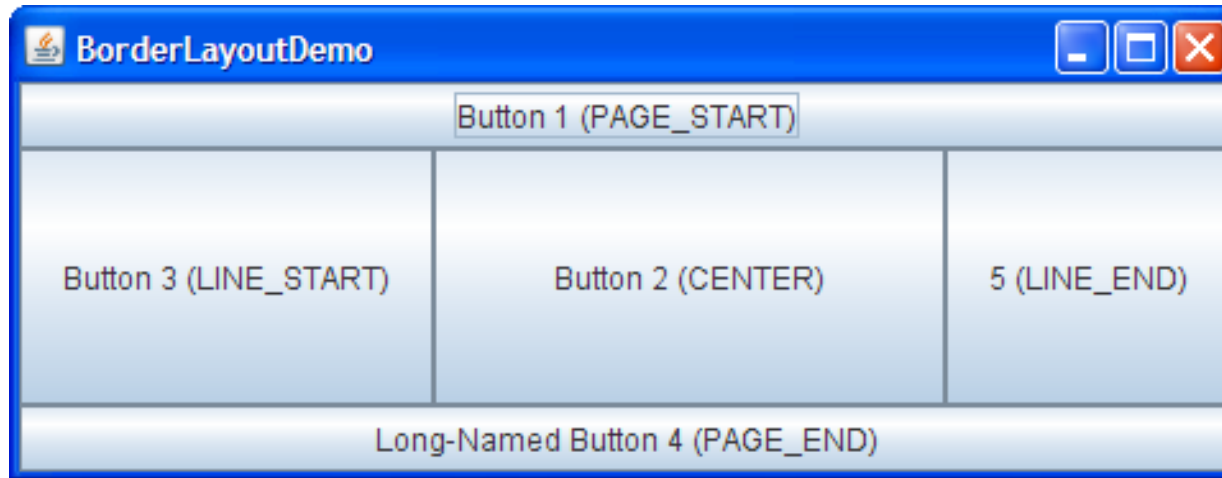 BorderLayoutDemo
Button 1 (PAGE_START)
Button 3 (LINE_START)
Button 2 (CENTER)
5 (LINE_END)
Long-Named Button 4 (PAGE_END)